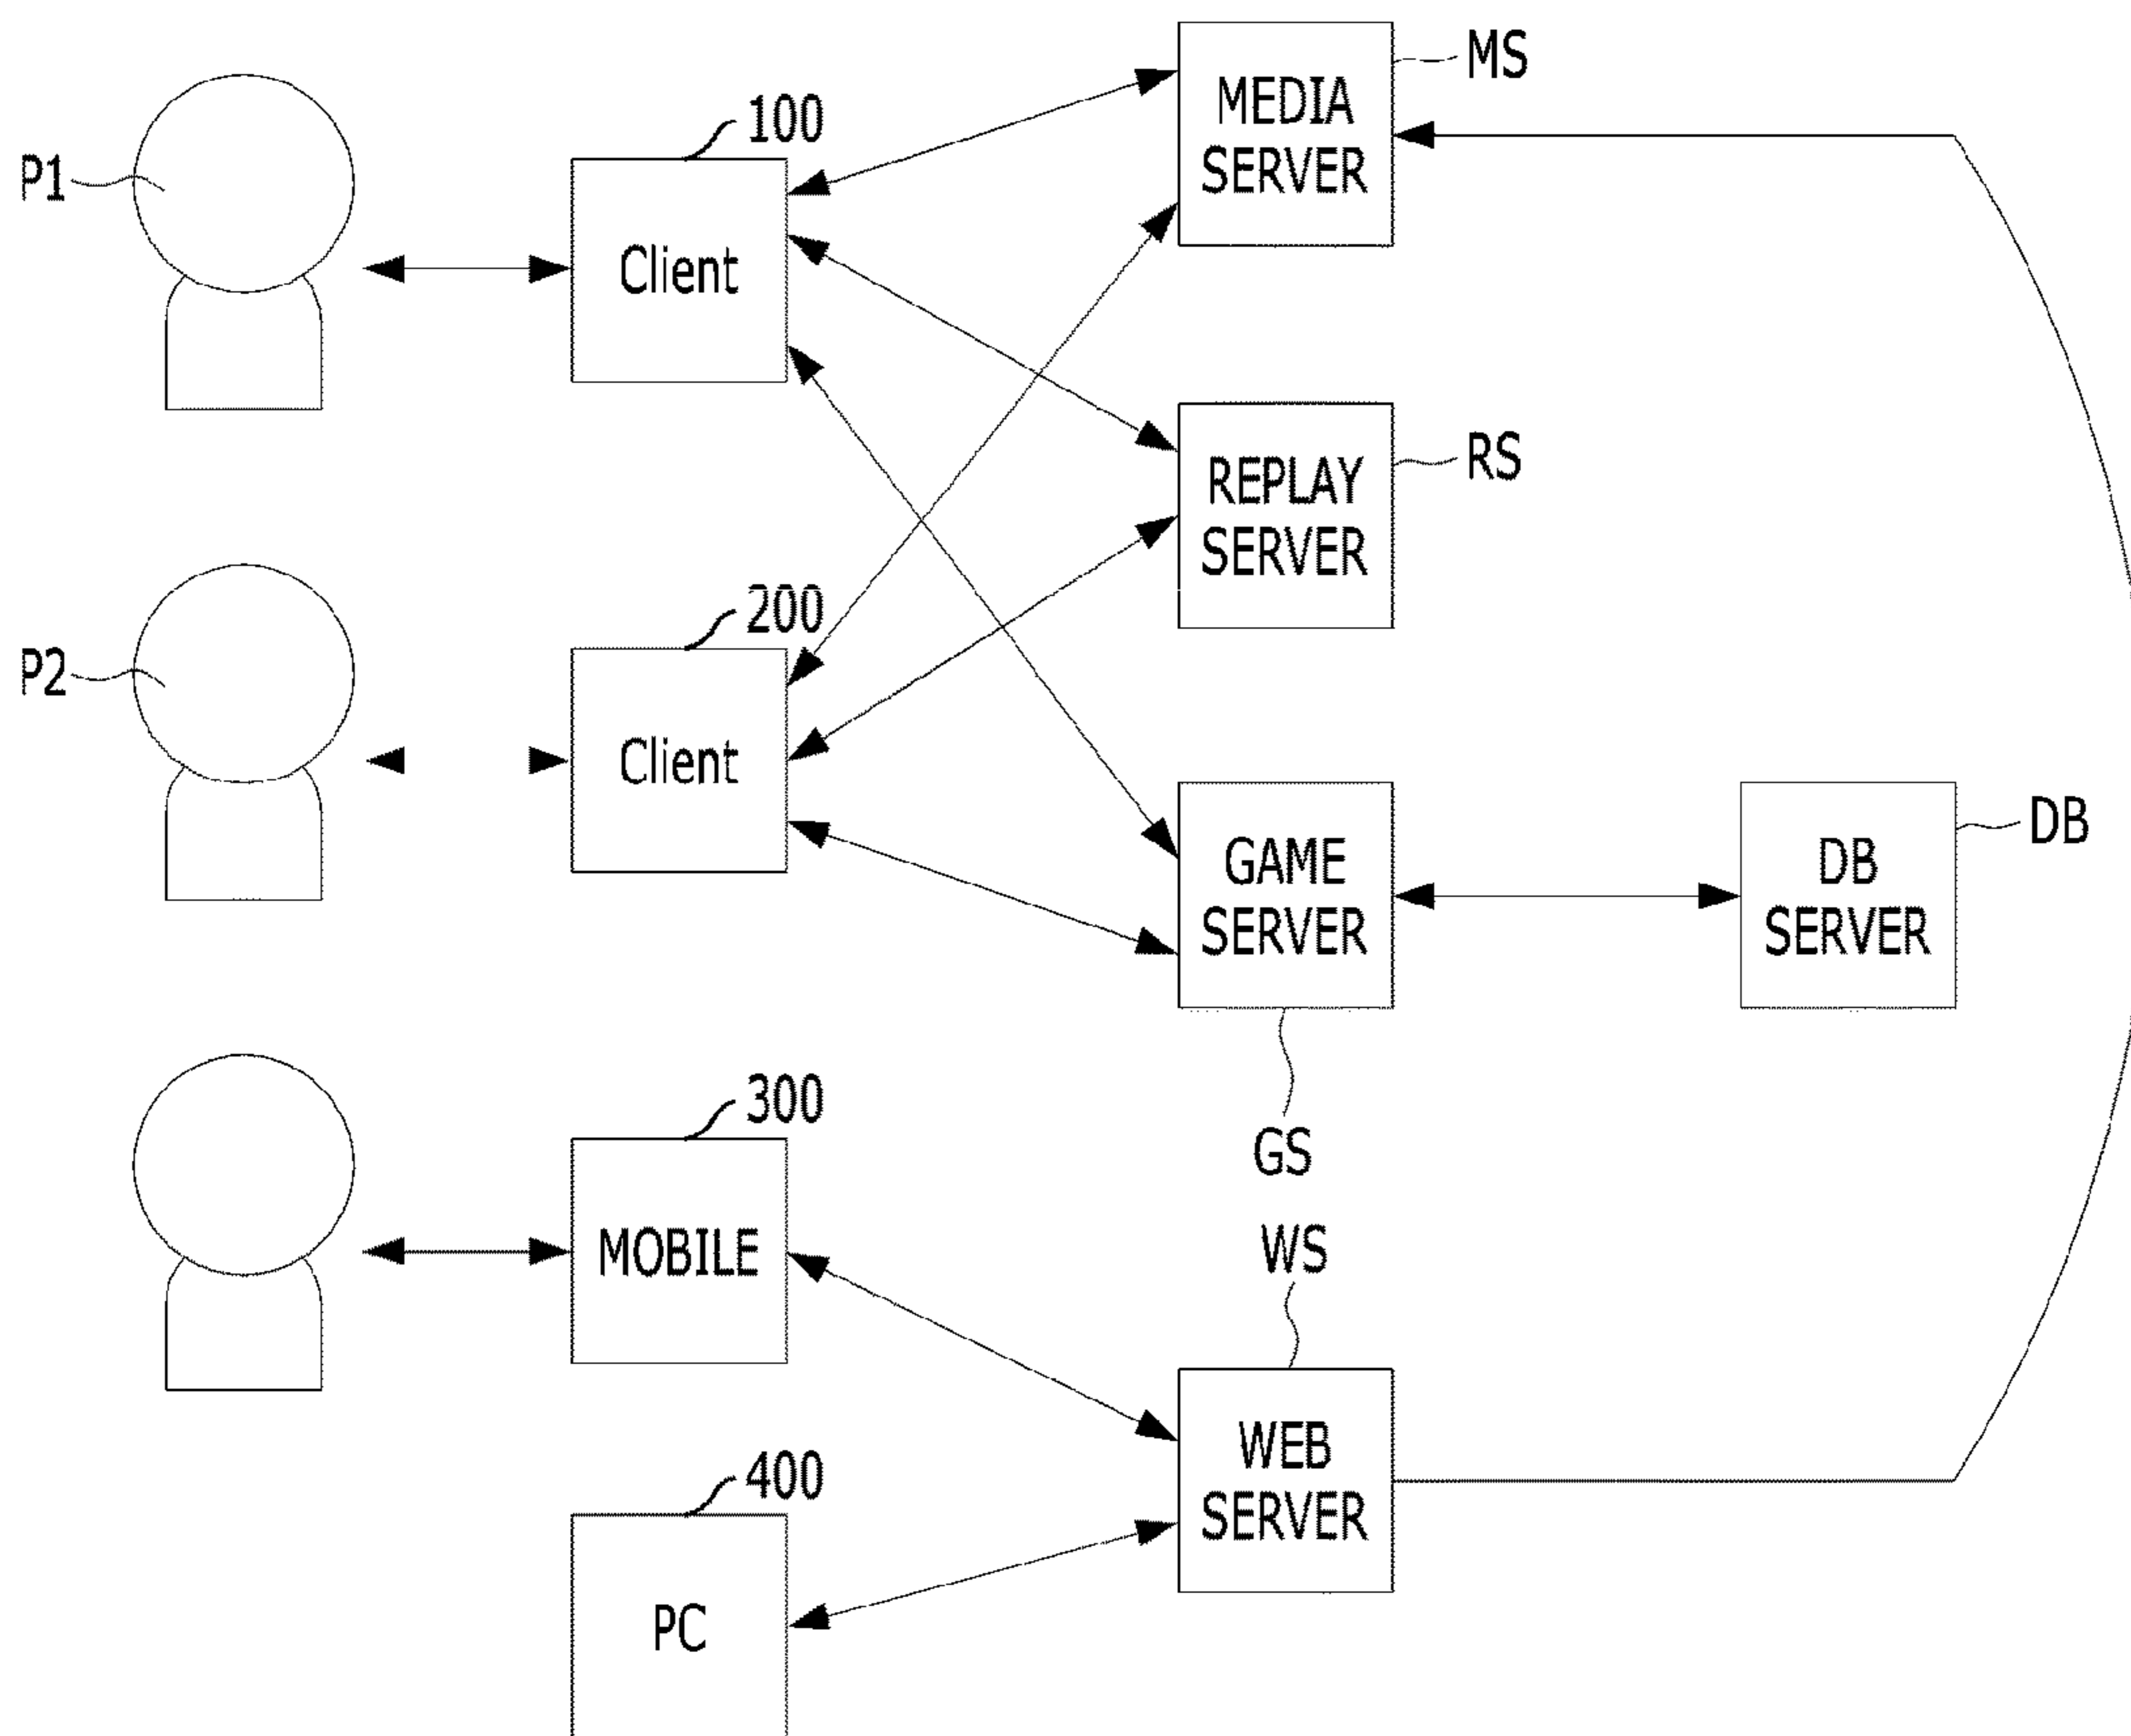 MS
MEDIA
SERVER
100
P1
Client
RS
REPLAY
SERVER
200
P2
Client
GAME
SERVER
DB
SERVER
DB
300
GS
MOBILE
WS
WEB
SERVER
400
PC